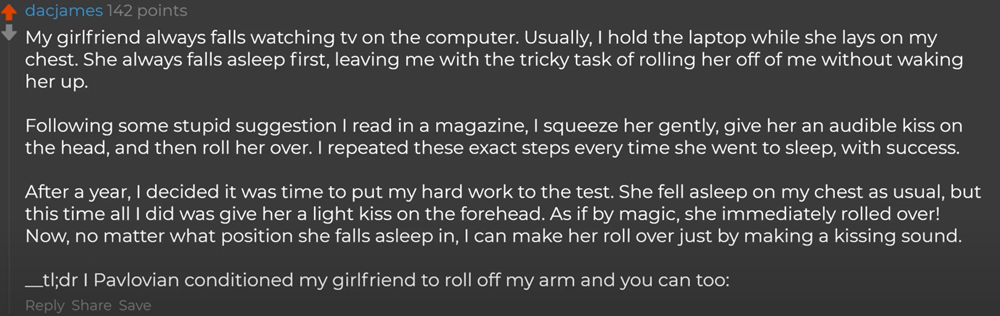 dacjames 142 points
My girlfriend always falls watching tv on the computer. Usually, I hold the laptop while she lays on my
chest. She always falls asleep first, leaving me with the tricky task of rolling her off of me without waking
her up.
Following some stupid suggestion I read in a magazine, I squeeze her gently, give her an audible kiss on
the head, and then roll her over. I repeated these exact steps every time she went to sleep, with success.
After a year, I decided it was time to put my hard work to the test. She fell asleep on my chest as usual, but
this time all I did was give her a light kiss on the forehead. As if by magic, she immediately rolled over!
Now, no matter what position she falls asleep in, I can make her roll over just by making a kissing sound.
__tl;dr I Pavlovian conditioned my girlfriend to roll off my arm and you can too:
Reply Share Save